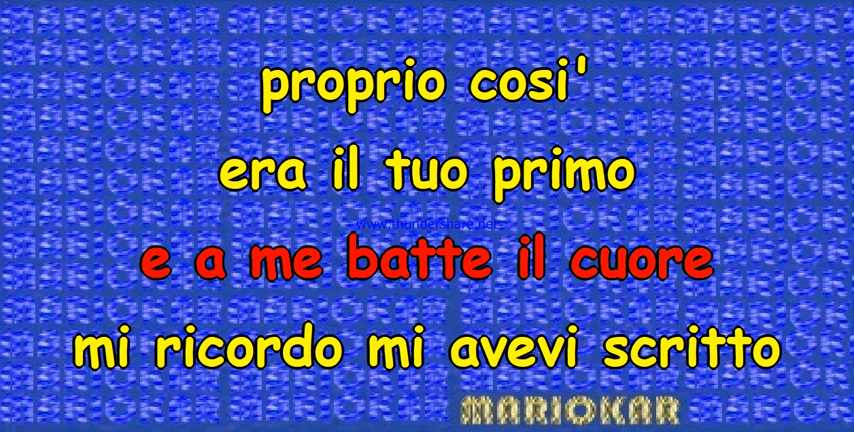 proprio cosi'
era il tuo primo
www.thundershare.net
e a me batte il cuore
mi ricordo mi avevi scritto
MARIOKAR